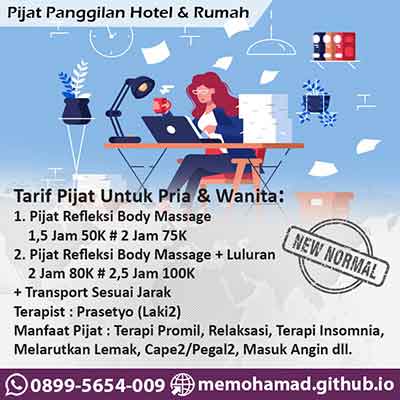 Pijat Panggilan Hotel & Rumah
Tarif Pijat Untuk Pria & Wanita:
1. Pijat Refleksi Body Massage
1,5 Jam 50K # 2 Jam 75K
2. Pijat Refleksi Body Massage + Luluran
2 Jam 80K # 2,5 Jam 100K
+ Transport Sesuai Jarak
Terapist : Prasetyo (Laki2)
Manfaat Pijat : Terapi Promil, Relaksasi, Terapi Insomnia,
Melarutkan Lemak, Cape2/Pegal2, Masuk Angin dll.
NEW NORMAL
0899-5654-009 memohamad.github.io